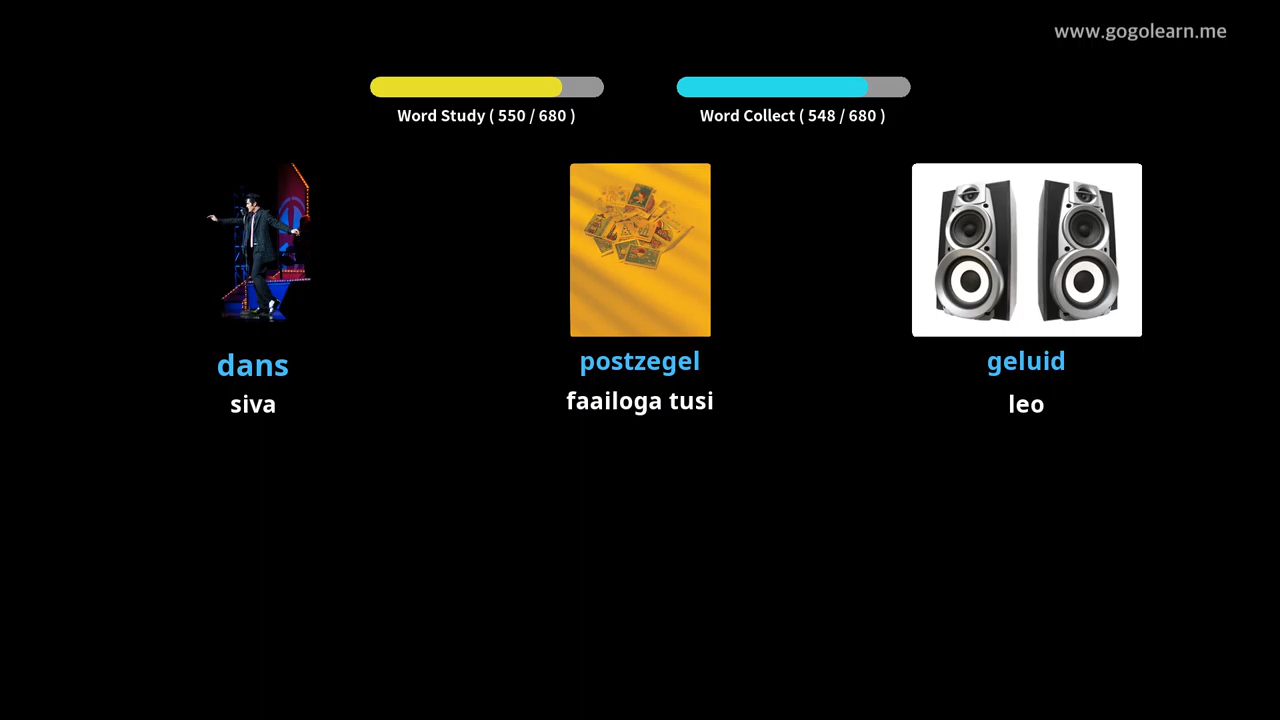 www.gogolearn.me
Word Study ( 550 / 680 )
Word Collect ( 548 / 680 )
dans
siva
postzegel
faailoga tusi
geluid
leo